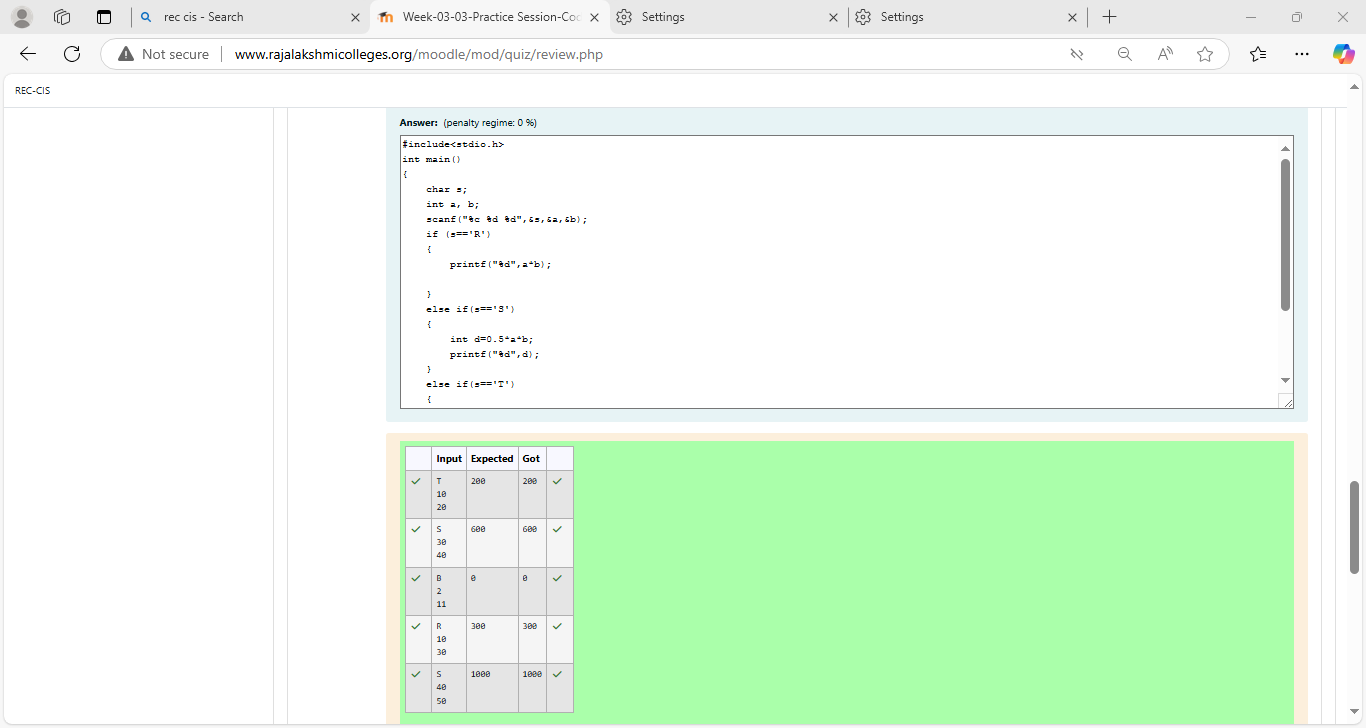 rec cis - Search
Week-03-03-Practice Session-Coc
Settings
Settings
Not secure
www.rajalakshmicolleges.org/moodle/mod/quiz/review.php
REC-CIS
Answer: (penalty regime: 0 %)
#include<stdio.h>
int main()
{
char s;
int a, b;
scanf("%c %d %d",&s,&a,&b);
if (s=='R')
{
printf("%d",a*b);
}
else if(s=='S')
{
int d=0.5*a*b;
printf("%d",d);
}
else if(s=='T')
{
Input Expected Got
T 200 200
10
20
S 600 600
30
40
B 0 0
2
11
R 300 300
10
30
S 1000 1000
40
50